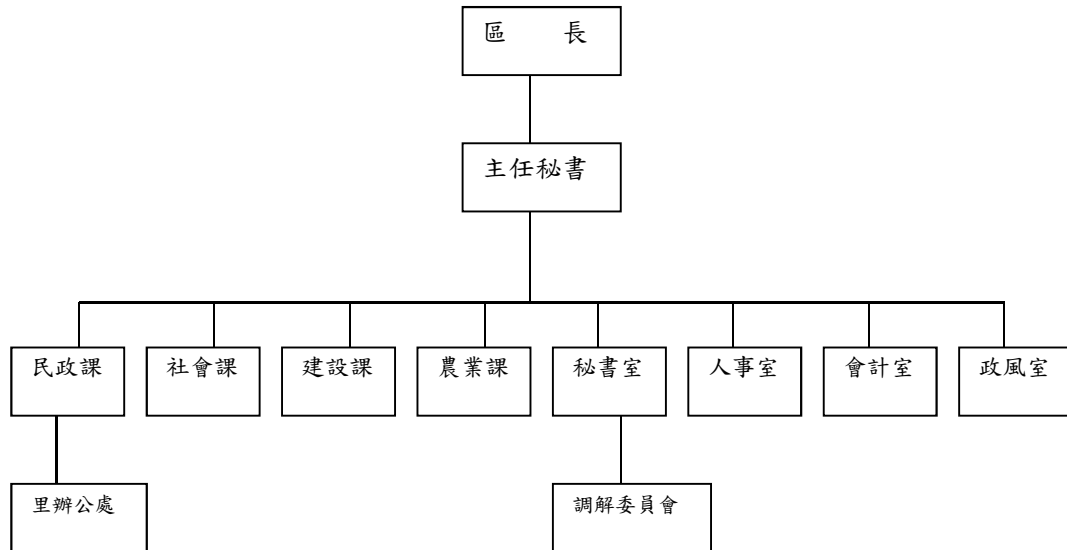 區　　長
主任秘書
民政課
社會課
建設課
農業課
秘書室
人事室
會計室
政風室
里辦公處
調解委員會